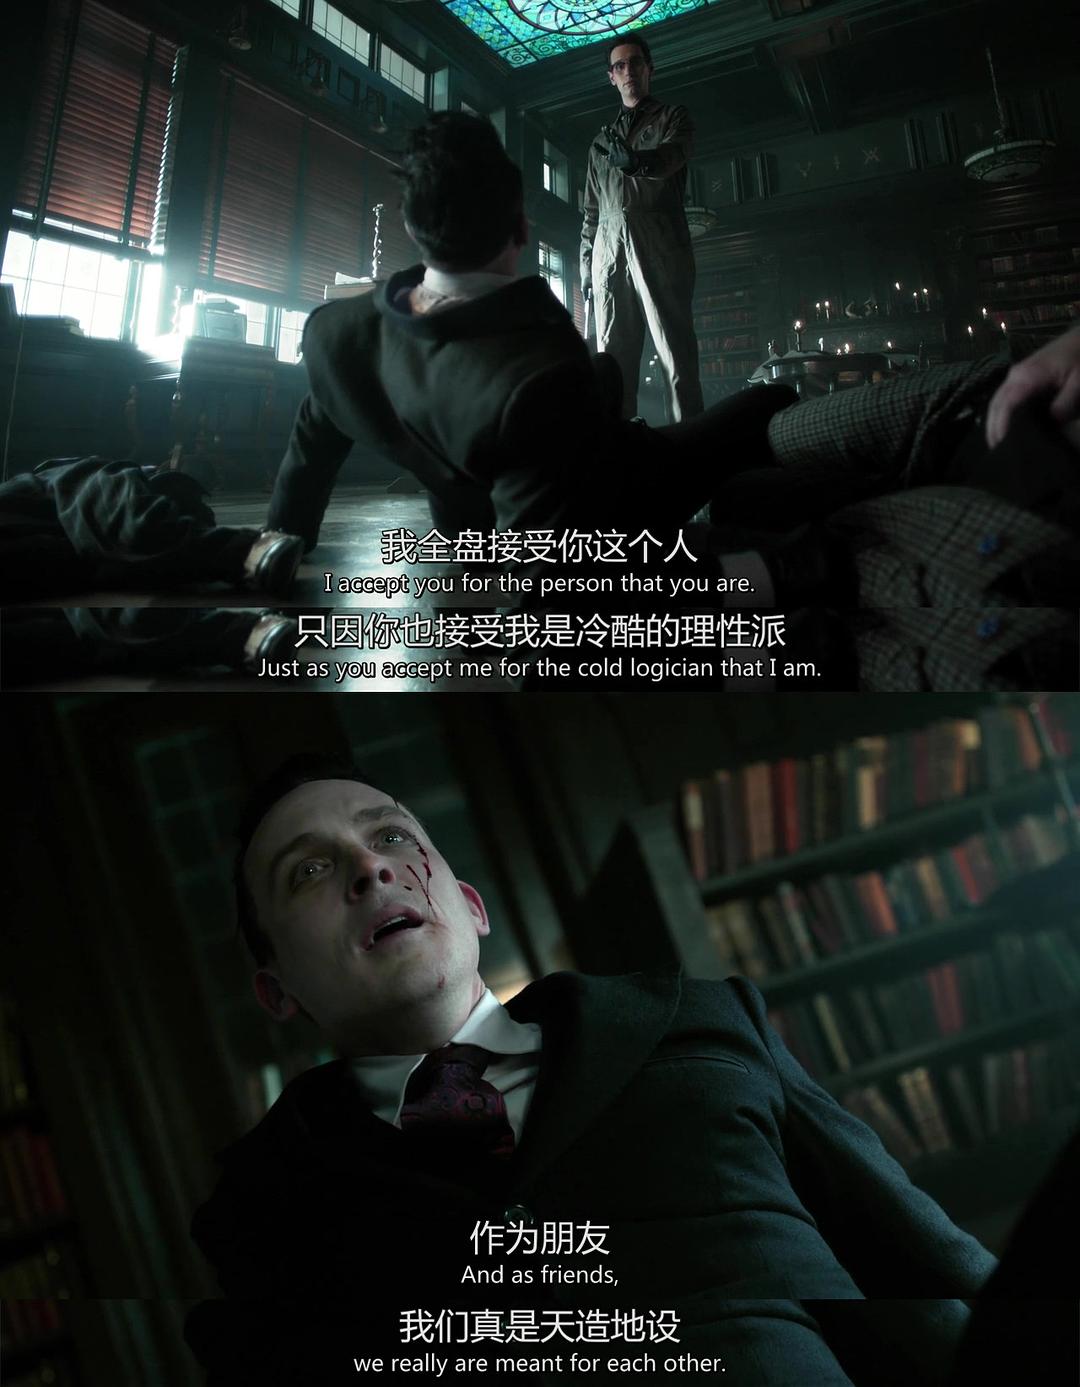 我全盘接受你这个人
I accept you for the person that you are.
只因你也接受我是冷酷的理性派
Just as you accept me for the cold logician that I am.
作为朋友
And as friends,
我们真是天造地设
we really are meant for each other.